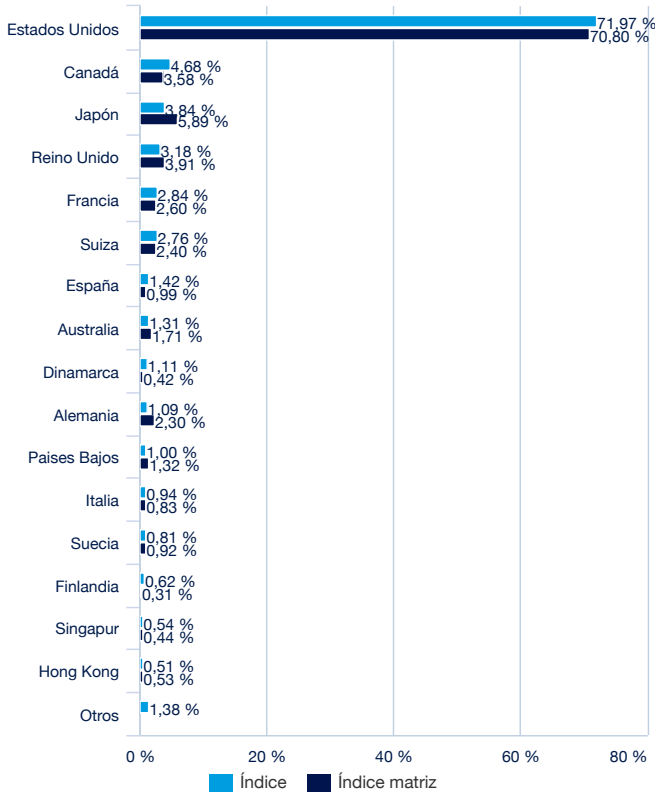 Estados Unidos
71,97 %
70,80 %
Canadá
4,68 %
3,58 %
Japón
3,84 %
5,89 %
Reino Unido
3,18 %
3,91 %
Francia
2,84 %
2,60 %
Suiza
2,76 %
2,40 %
España
1,42 %
0,99 %
Australia
1,31 %
1,71 %
Dinamarca
1,11 %
0,42 %
Alemania
1,09 %
2,30 %
Paises Bajos
1,00 %
1,32 %
Italia
0,94 %
0,83 %
Suecia
0,81 %
0,92 %
Finlandia
0,62 %
0,31 %
Singapur
0,54 %
0,44 %
Hong Kong
0,51 %
0,53 %
Otros
1,38 %
0 % 20 % 40 % 60 % 80 %
Índice Índice matriz